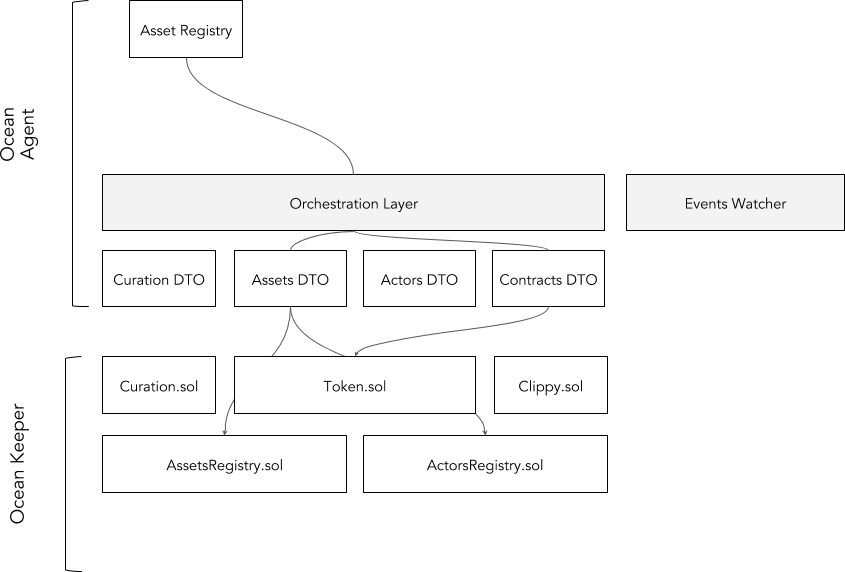 Asset Registry
Ocean
Agent
Orchestration Layer
Events Watcher
Curation DTO
Assets DTO
Actors DTO
Contracts DTO
Ocean Keeper
Curation.sol
Token.sol
Clippy.sol
AssetsRegistry.sol
ActorsRegistry.sol